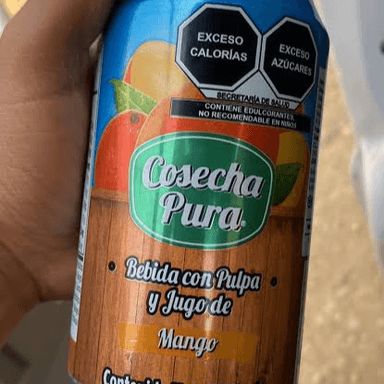 EXCESO
CALORÍAS
EXCESO
AZÚCARES
SECRETARÍA DE SALUD
CONTIENE EDULCORANTES,
NO RECOMENDABLE EN NIÑOS
Cosecha
Pura
Bebida con Pulpa
y Jugo de
Mango